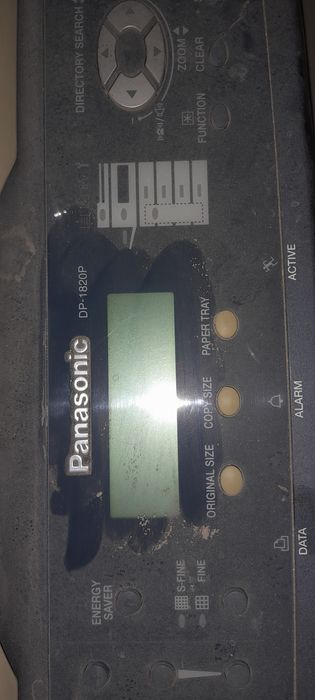 Panasonic
DP-1820P
DIRECTORY SEARCH
ZOOM
CLEAR
FUNCTION
ENERGY
SAVER
S-FINE
FINE
ORIGINAL SIZE
COPY SIZE
PAPER TRAY
DATA
ALARM
ACTIVE